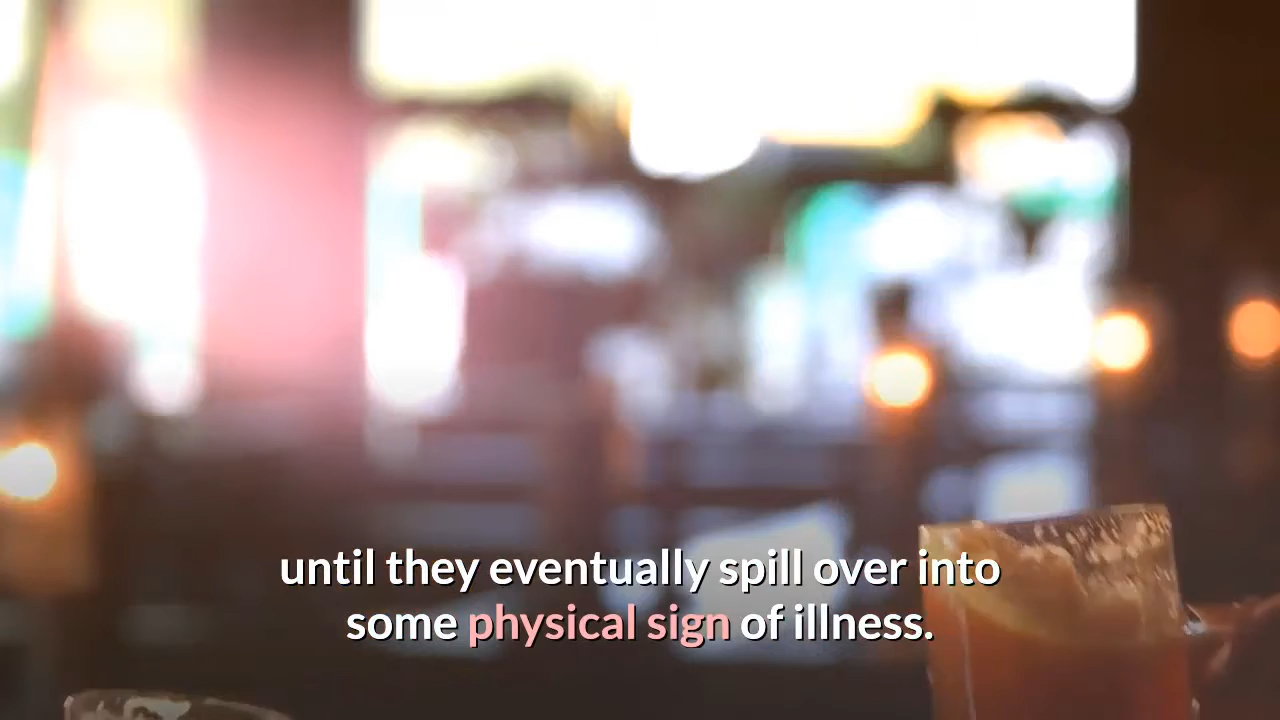 until they eventually spill over into
some physical sign of illness.